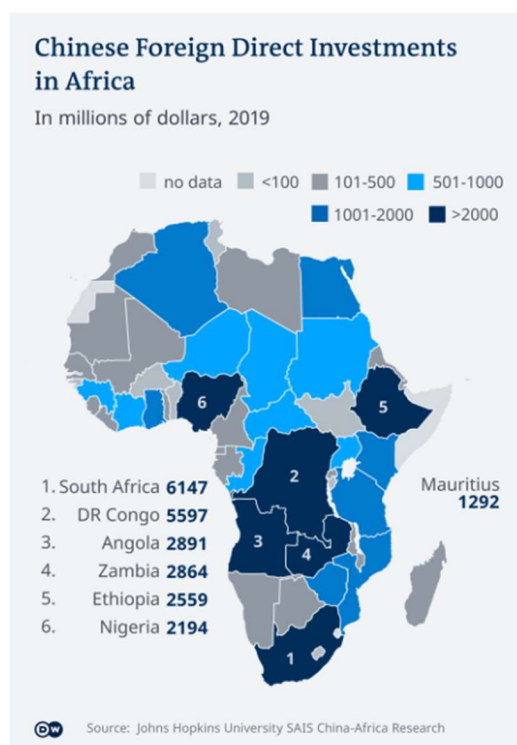 Chinese Foreign Direct Investments
in Africa
In millions of dollars, 2019
no data <100 101-500 501-1000
1001-2000 >2000
6
5
2
3
4
1
1. South Africa 6147
2. DR Congo 5597
3. Angola 2891
4. Zambia 2864
5. Ethiopia 2559
6. Nigeria 2194
Mauritius
1292
DW Source: Johns Hopkins University SAIS China-Africa Research